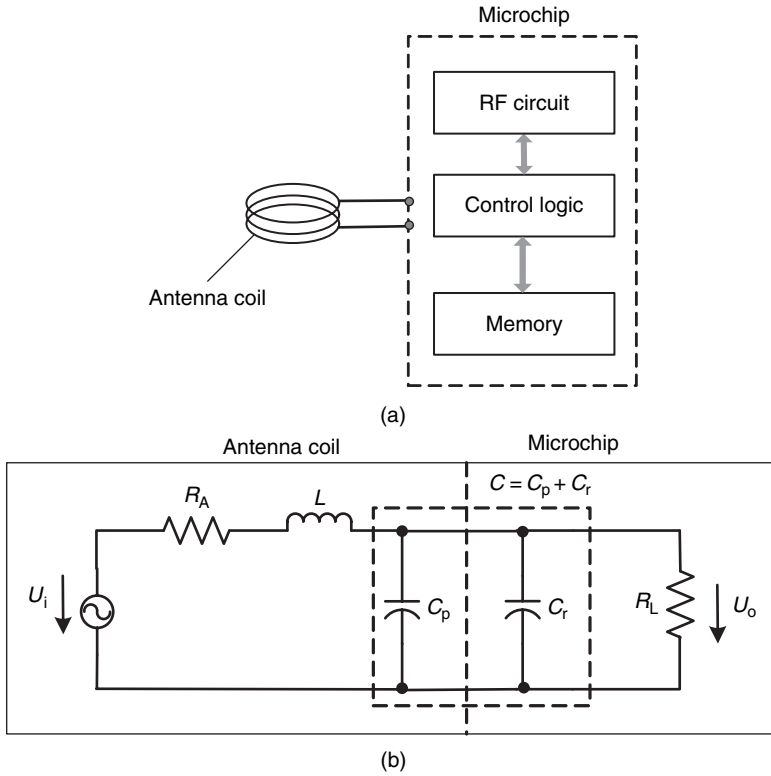 Microchip
RF circuit
Control logic
Antenna coil
Memory
(a)
Antenna coil
Microchip
C = Cp + Cr
RA
L
Ui
Cp
Cr
RL
Uo
(b)